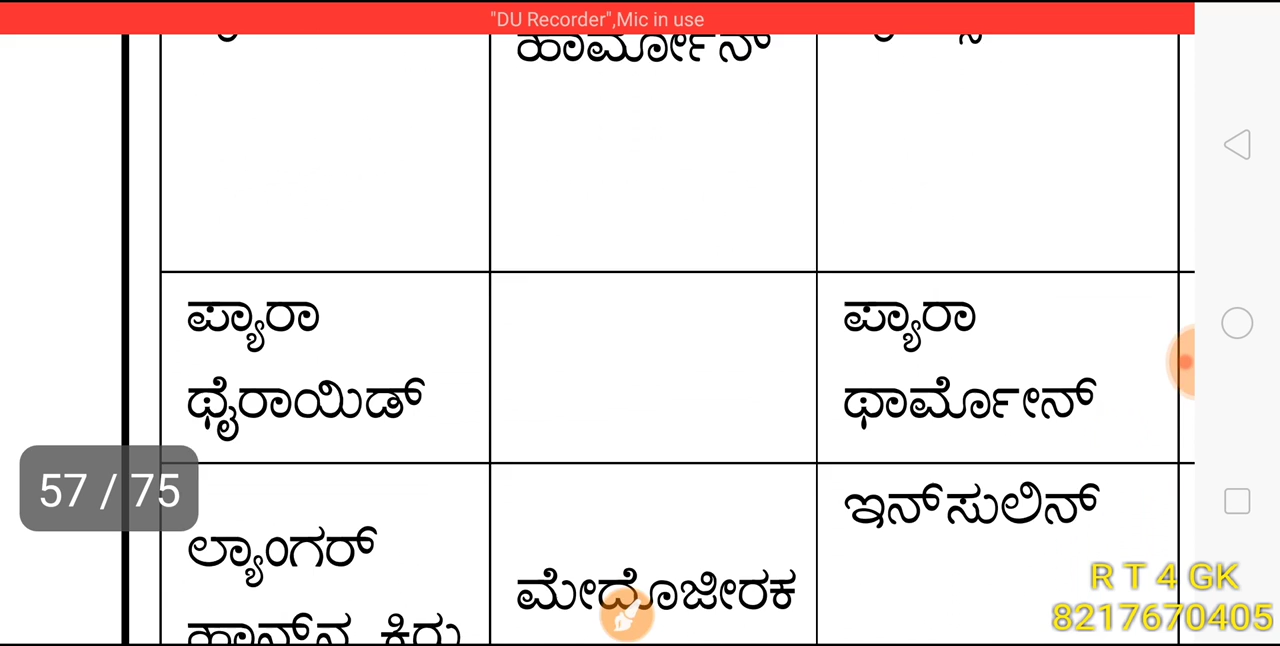 "DU Recorder",Mic in use
ಹಾರ್ಮೋನ್
ಪ್ಯಾರಾ
ಥೈರಾಯಿಡ್
ಪ್ಯಾರಾ
ಥಾರ್ಮೋನ್
57 / 75
ಲ್ಯಾಂಗರ್
ಮೇದೊಜೀರಕ
ಇನ್‌ಸುಲಿನ್
R T 4 GK
8217670405